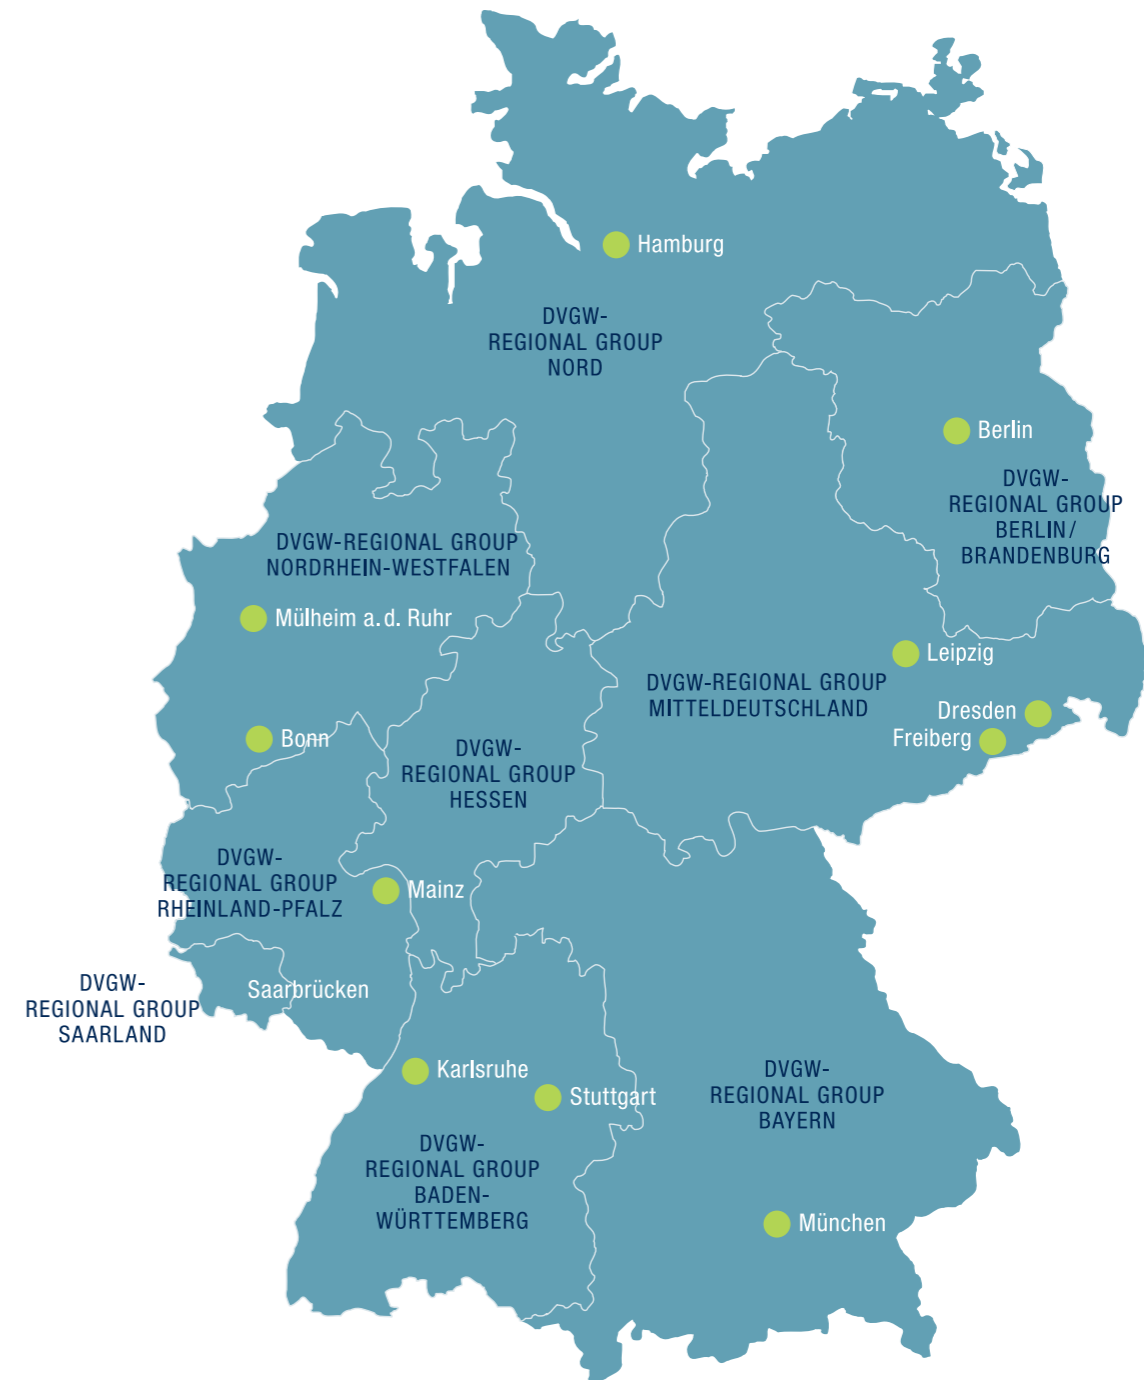 Hamburg
DVGW-
REGIONAL GROUP
NORD
Berlin
DVGW-
REGIONAL GROUP
BERLIN/
BRANDENBURG
DVGW-REGIONAL GROUP
NORDRHEIN-WESTFALEN
Mülheim a.d. Ruhr
Leipzig
DVGW-REGIONAL GROUP
MITTELDEUTSCHLAND
Dresden
Freiberg
Bonn
DVGW-
REGIONAL GROUP
HESSEN
DVGW-
REGIONAL GROUP
RHEINLAND-PFALZ
Mainz
DVGW-
REGIONAL GROUP
SAARLAND
Saarbrücken
Karlsruhe
Stuttgart
DVGW-
REGIONAL GROUP
BAYERN
DVGW-
REGIONAL GROUP
BADEN-
WÜRTTEMBERG
München